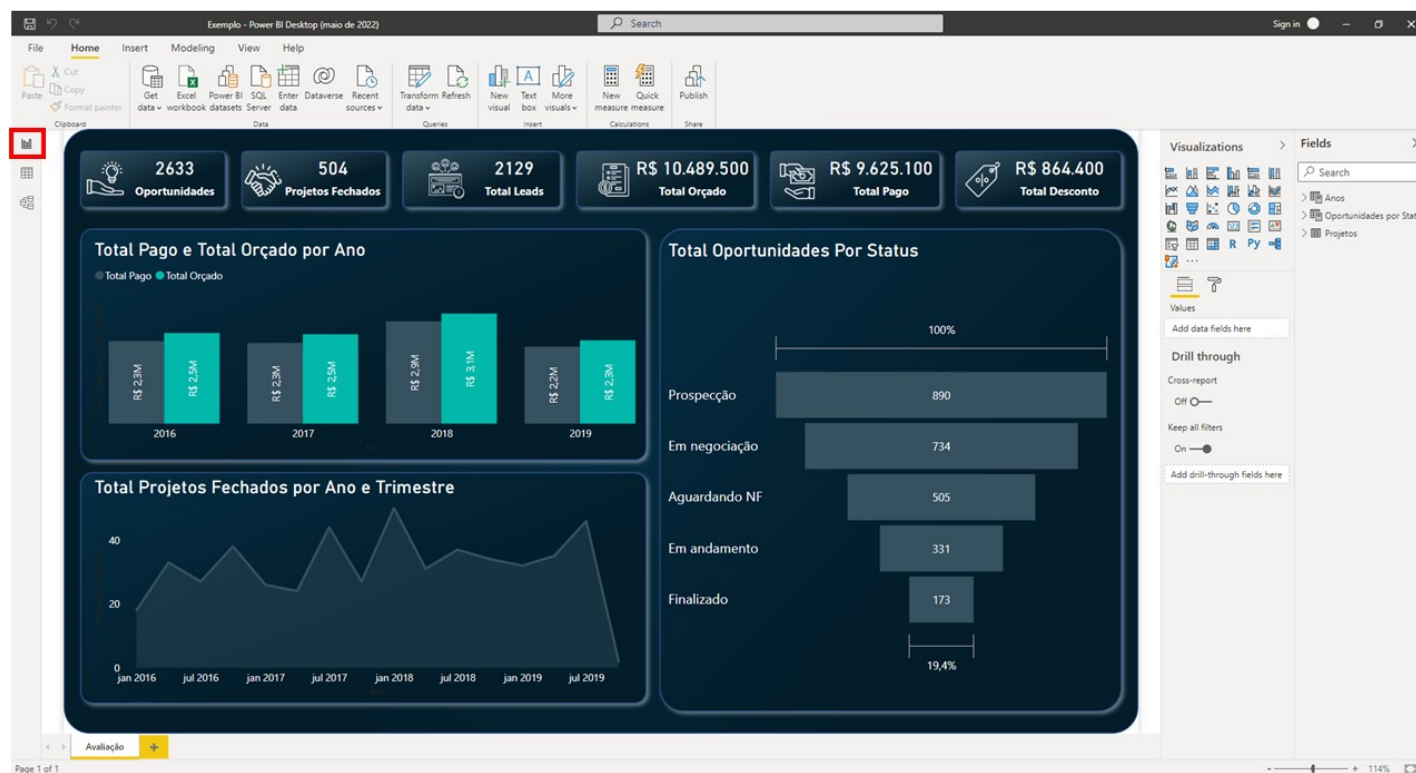 Exemplo - Power BI Desktop (maio de 2022)
Search
Sign in
File Home Insert Modeling View Help
Paste
Cut
Copy
Format painter
Clipboard
Get data
Excel workbook
Power BI datasets
SQL Server
Enter data
Dataverse
Recent sources
Data
Transform data
Refresh
Queries
New visual
Text box
More visuals
Insert
New measure
Quick measure
Calculations
Publish
Share
2633
Oportunidades
504
Projetos Fechados
2129
Total Leads
R$ 10.489.500
Total Orçado
R$ 9.625.100
Total Pago
R$ 864.400
Total Desconto
Total Pago e Total Orçado por Ano
Total Pago Total Orçado
R$ 2,3M R$ 2,5M R$ 2,3M R$ 2,5M R$ 2,9M R$ 3,1M R$ 2,2M R$ 2,3M
2016 2017 2018 2019
Total Projetos Fechados por Ano e Trimestre
40
20
0
jan 2016 jul 2016 jan 2017 jul 2017 jan 2018 jul 2018 jan 2019 jul 2019
Total Oportunidades Por Status
100%
Prospecção 890
Em negociação 734
Aguardando NF 505
Em andamento 331
Finalizado 173
19,4%
Visualizations
R Py
Values
Add data fields here
Drill through
Cross-report
Off
Keep all filters
On
Add drill-through fields here
Fields
Search
Anos
Oportunidades por Stat
Projetos
Avaliação
Page 1 of 1
114%